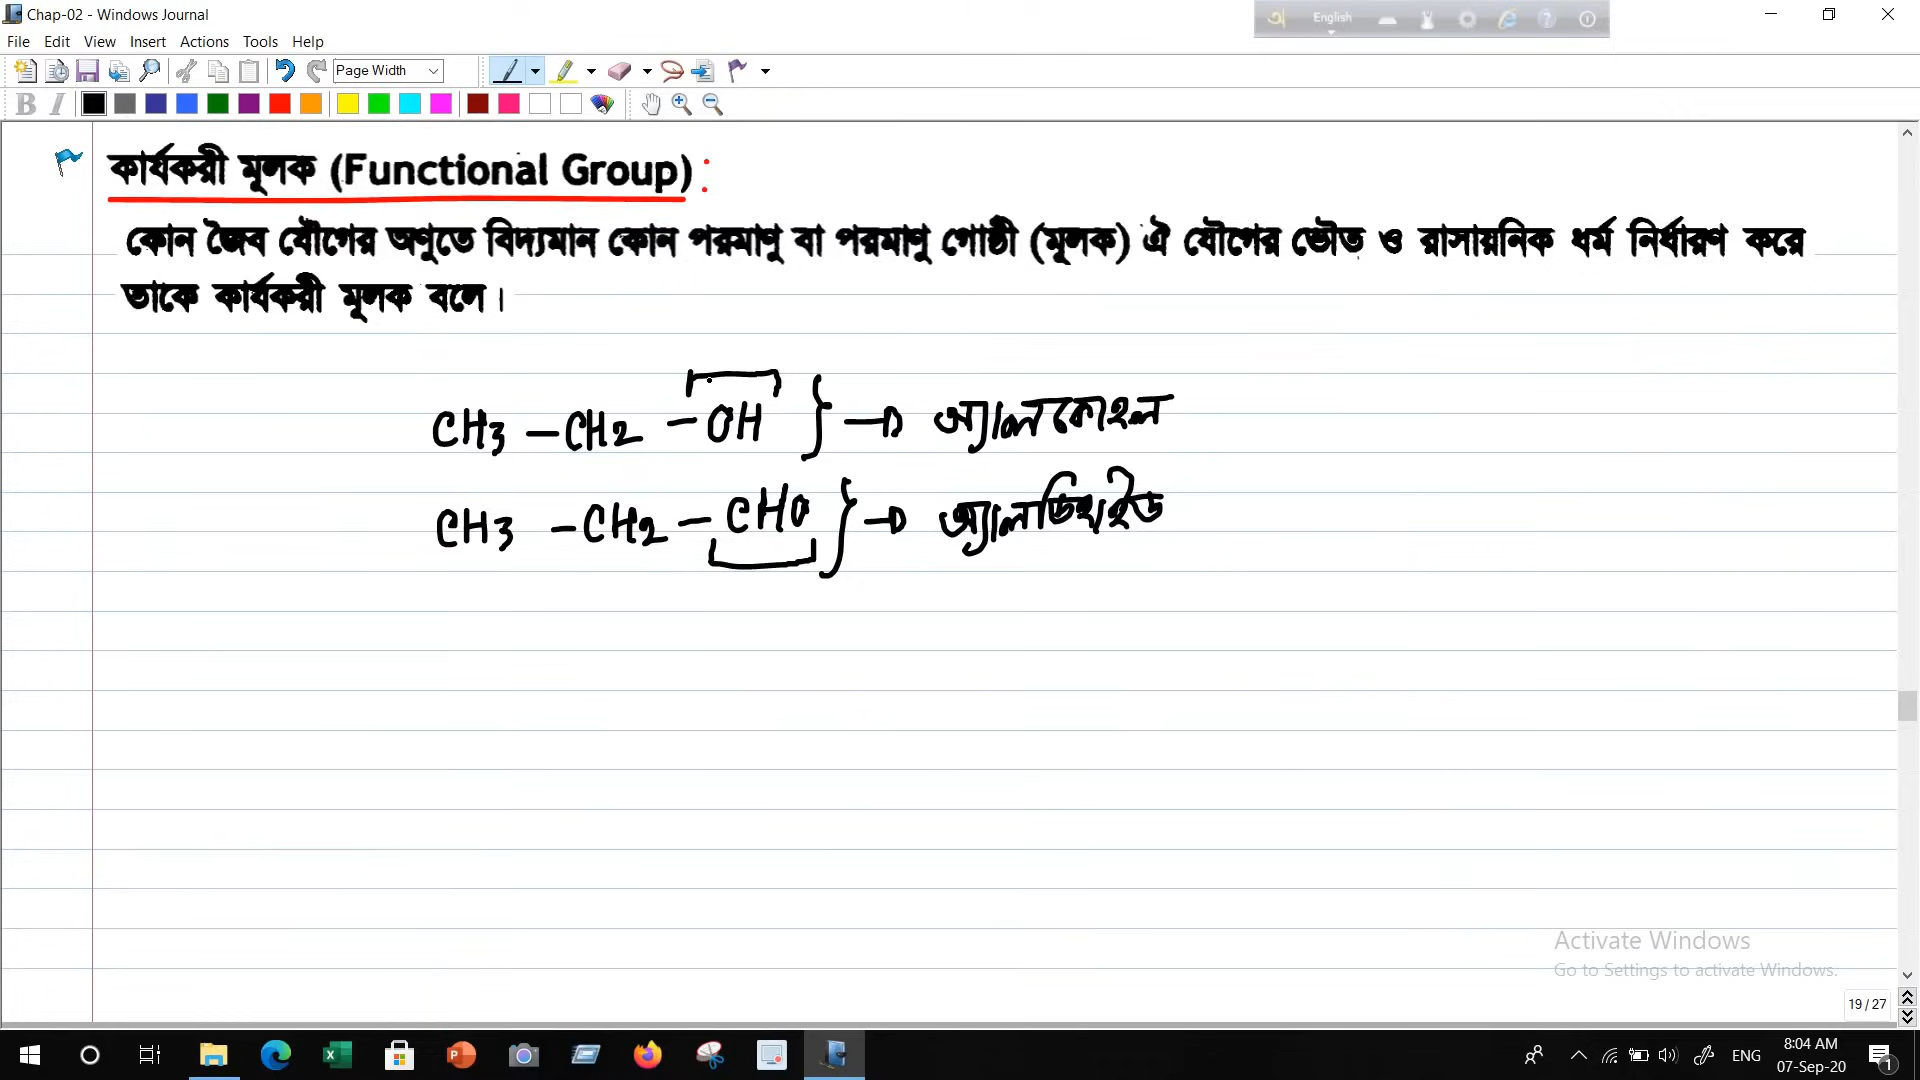 Chap-02 - Windows Journal
English
File Edit View Insert Actions Tools Help
Page Width
B I
কার্যকরী মূলক (Functional Group) :
কোন জৈব যৌগের অণুতে বিদ্যমান কোন পরমাণু বা পরমাণু গোষ্ঠী (মূলক) ঐ যৌগের ভৌত ও রাসায়নিক ধর্ম নির্ধারণ করে
তাকে কার্যকরী মূলক বলে।
CH3 – CH2 – OH } → অ্যালকোহল
CH3 – CH2 – CHO } → অ্যালডিহাইড
Activate Windows
Go to Settings to activate Windows.
19 / 27
8:04 AM
ENG
07-Sep-20
1